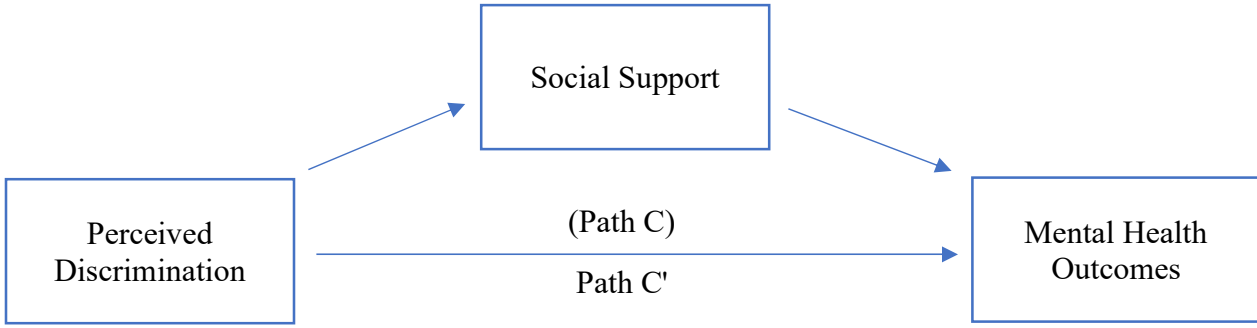 Social Support
Perceived
Discrimination
(Path C)
Path C'
Mental Health
Outcomes